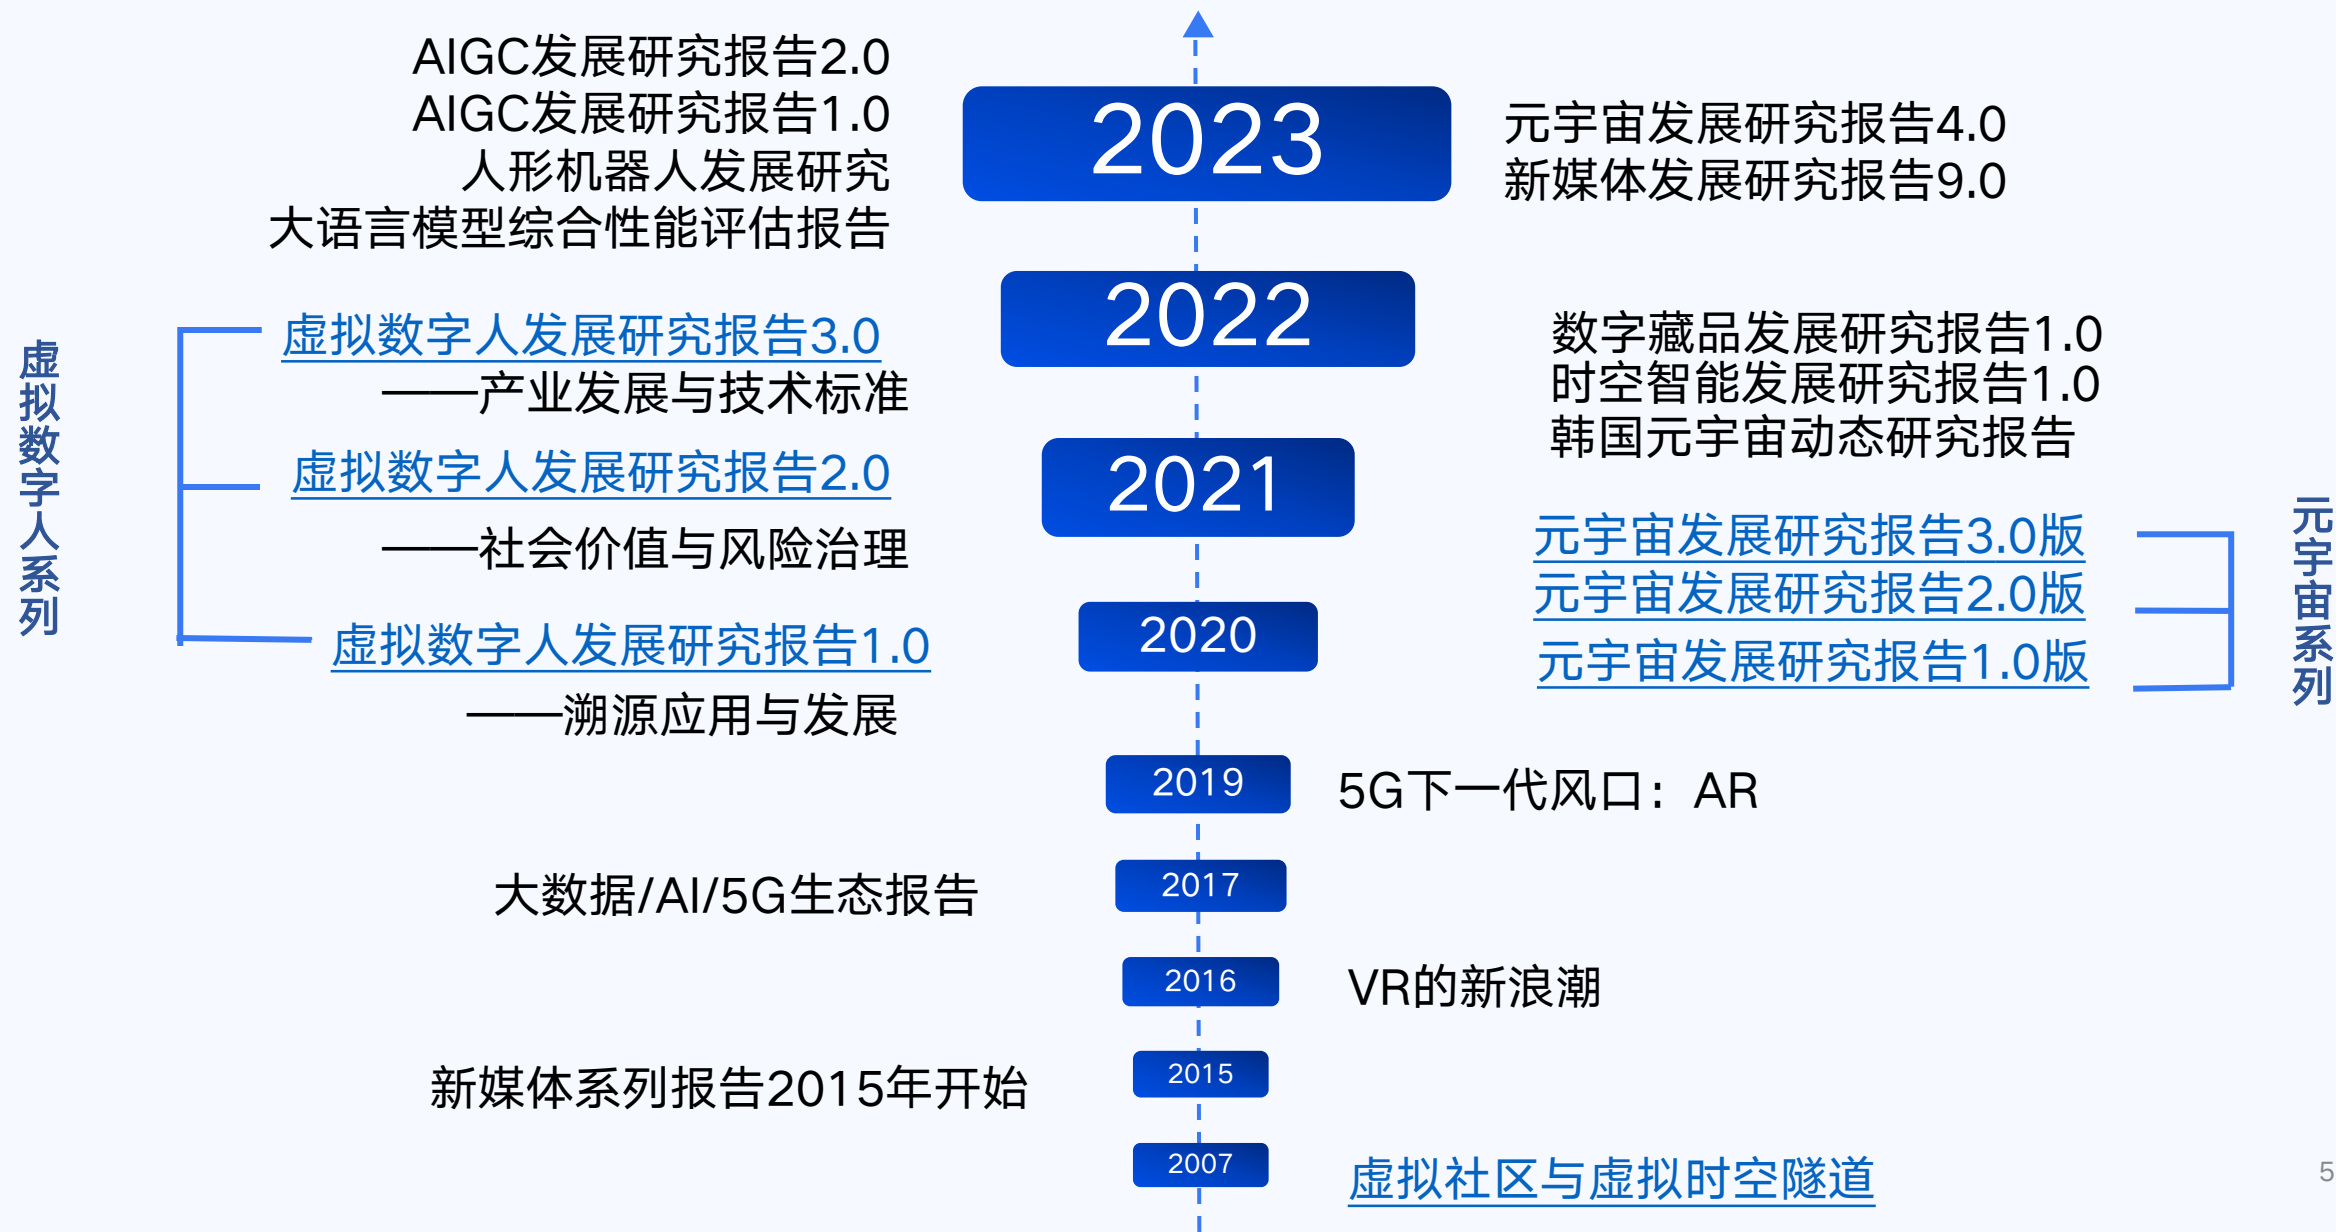 AIGC发展研究报告2.0
AIGC发展研究报告1.0
人形机器人发展研究
大语言模型综合性能评估报告
2023
元宇宙发展研究报告4.0
新媒体发展研究报告9.0
2022
虚拟数字人系列
虚拟数字人发展研究报告3.0
——产业发展与技术标准
虚拟数字人发展研究报告2.0
——社会价值与风险治理
虚拟数字人发展研究报告1.0
——溯源应用与发展
数字藏品发展研究报告1.0
时空智能发展研究报告1.0
韩国元宇宙动态研究报告
2021
元宇宙发展研究报告3.0版
元宇宙发展研究报告2.0版
元宇宙发展研究报告1.0版
元宇宙系列
2020
2019
5G下一代风口：AR
大数据/AI/5G生态报告
2017
2016
VR的新浪潮
新媒体系列报告2015年开始
2015
2007
虚拟社区与虚拟时空隧道
5